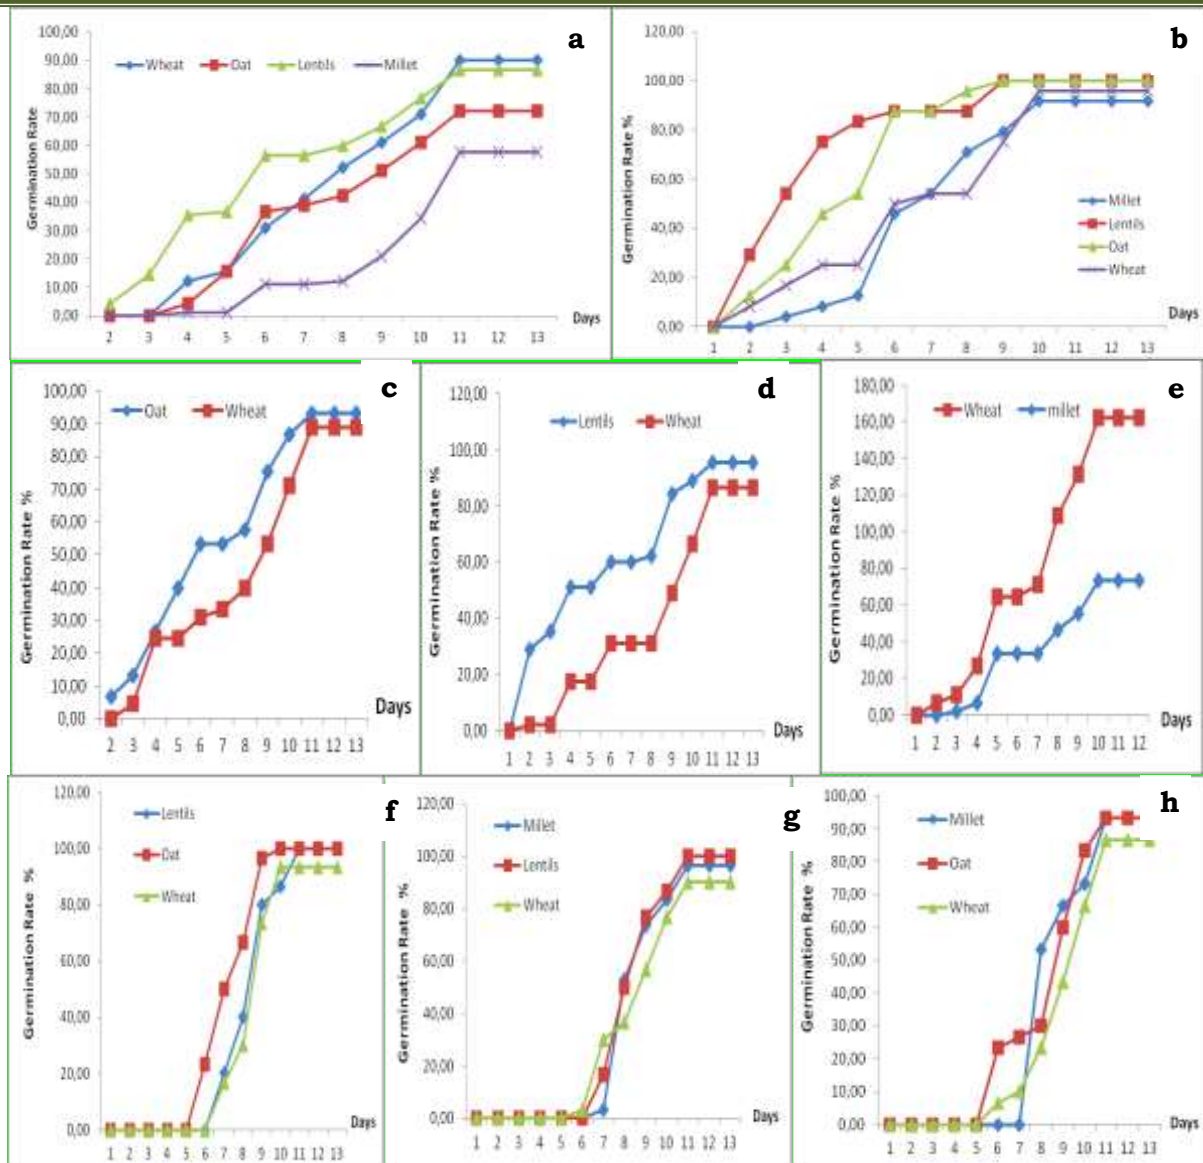 a
Wheat Oat Lentils Millet
Germination Rate
100,00
90,00
80,00
70,00
60,00
50,00
40,00
30,00
20,00
10,00
0,00
2 3 4 5 6 7 8 9 10 11 12 13
Days
b
Germination Rate %
120,00
100,00
80,00
60,00
40,00
20,00
0,00
Millet
Lentils
Oat
Wheat
1 2 3 4 5 6 7 8 9 10 11 12 13
Days
c
Oat Wheat
Germination Rate %
100,00
90,00
80,00
70,00
60,00
50,00
40,00
30,00
20,00
10,00
0,00
2 3 4 5 6 7 8 9 10 11 12 13
Days
d
Lentils Wheat
Germination Rate %
120,00
100,00
80,00
60,00
40,00
20,00
0,00
1 2 3 4 5 6 7 8 9 10 11 12 13
Days
e
Wheat millet
Germination Rate %
180,00
160,00
140,00
120,00
100,00
80,00
60,00
40,00
20,00
0,00
1 2 3 4 5 6 7 8 9 10 11 12
Days
f
Lentils
Oat
Wheat
Germination Rate %
120,00
100,00
80,00
60,00
40,00
20,00
0,00
1 2 3 4 5 6 7 8 9 10 11 12 13
Days
g
Millet
Lentils
Wheat
Germination Rate %
120,00
100,00
80,00
60,00
40,00
20,00
0,00
1 2 3 4 5 6 7 8 9 10 11 12 13
Days
h
Millet
Oat
Wheat
Germination Rate %
100,00
90,00
80,00
70,00
60,00
50,00
40,00
30,00
20,00
10,00
0,00
1 2 3 4 5 6 7 8 9 10 11 12 13
Days